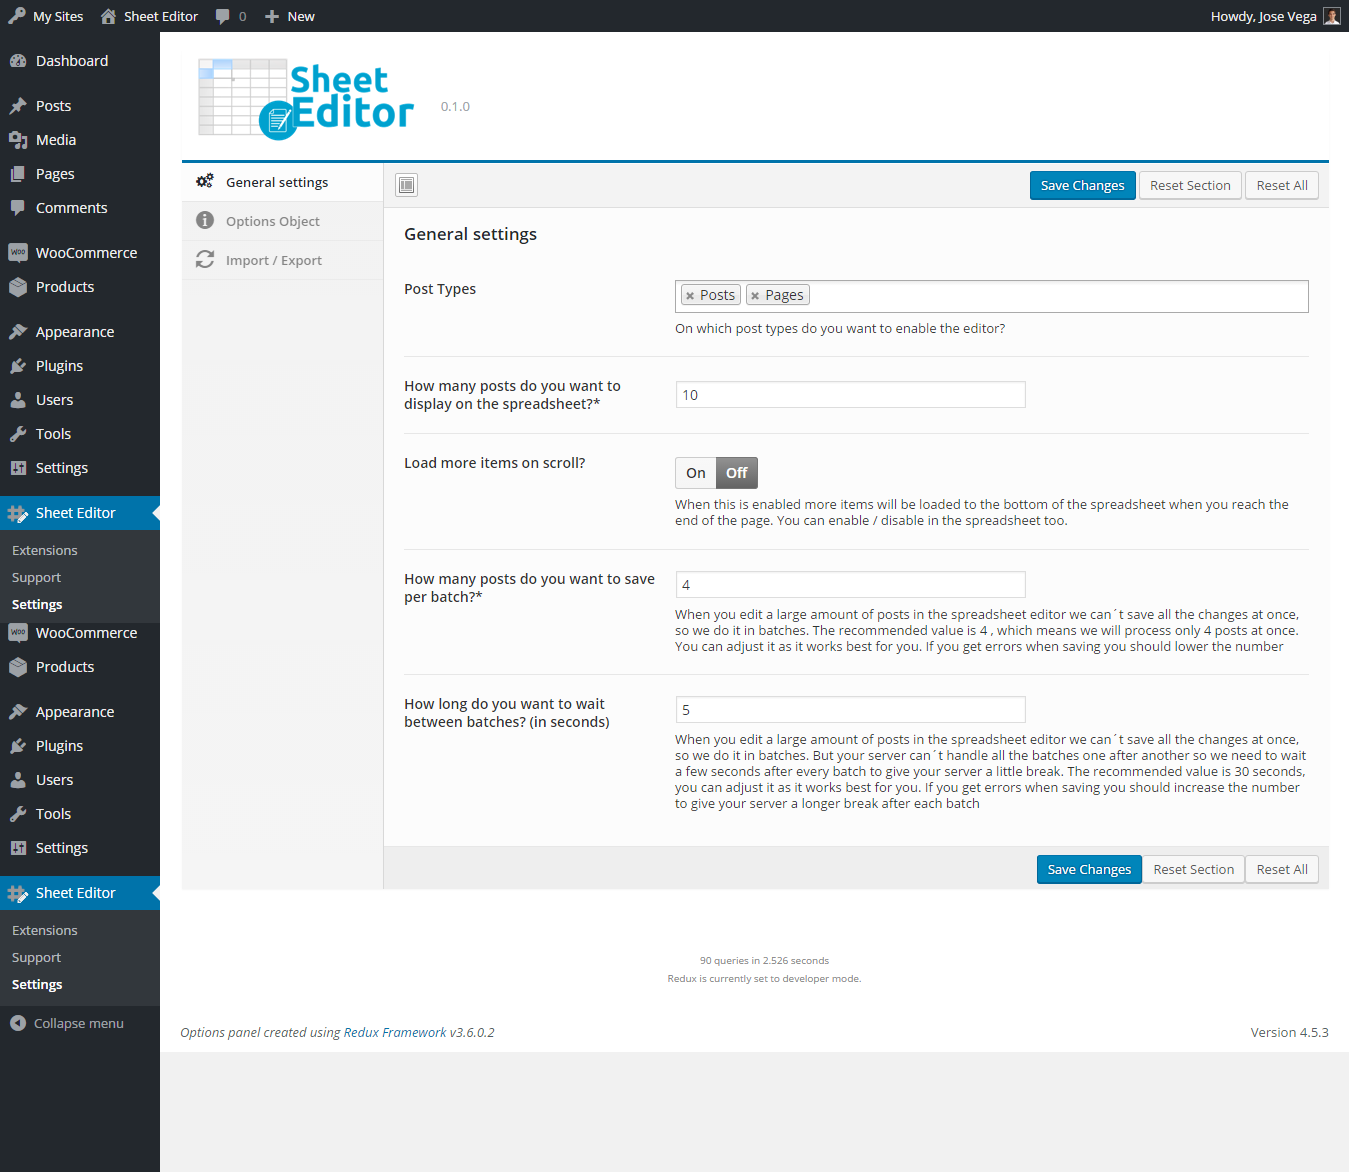 My Sites Sheet Editor 0 New Howdy, Jose Vega
Dashboard
Posts
Media
Pages
Comments
WooCommerce
Products
Appearance
Plugins
Users
Tools
Settings
Sheet Editor
Extensions
Support
Settings
WooCommerce
Products
Appearance
Plugins
Users
Tools
Settings
Sheet Editor
Extensions
Support
Settings
Collapse menu
Sheet
Editor
0.1.0
General settings
Options Object
Import / Export
Save Changes Reset Section Reset All
General settings
Post Types
× Posts × Pages
On which post types do you want to enable the editor?
How many posts do you want to
display on the spreadsheet?*
10
Load more items on scroll?
On Off
When this is enabled more items will be loaded to the bottom of the spreadsheet when you reach the
end of the page. You can enable / disable in the spreadsheet too.
How many posts do you want to save
per batch?*
4
When you edit a large amount of posts in the spreadsheet editor we can´t save all the changes at once,
so we do it in batches. The recommended value is 4 , which means we will process only 4 posts at once.
You can adjust it as it works best for you. If you get errors when saving you should lower the number
How long do you want to wait
between batches? (in seconds)
5
When you edit a large amount of posts in the spreadsheet editor we can´t save all the changes at once,
so we do it in batches. But your server can´t handle all the batches one after another so we need to wait
a few seconds after every batch to give your server a little break. The recommended value is 30 seconds,
you can adjust it as it works best for you. If you get errors when saving you should increase the number
to give your server a longer break after each batch
Save Changes Reset Section Reset All
90 queries in 2.526 seconds
Redux is currently set to developer mode.
Options panel created using Redux Framework v3.6.0.2
Version 4.5.3